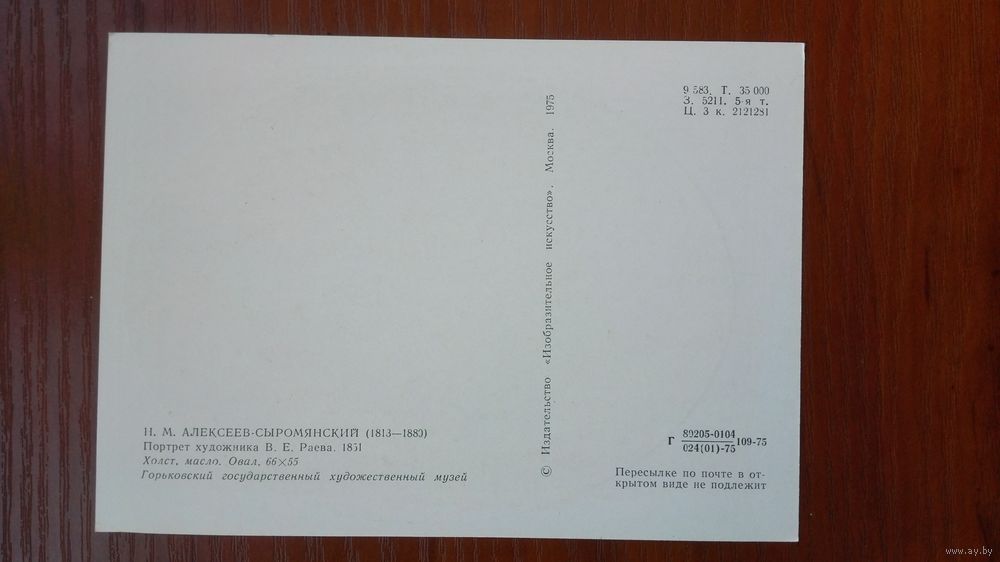 9 583. Т. 35 000
З. 5211. 5-я т.
Ц. 3 к. 2121281
© Издательство «Изобразительное искусство». Москва. 1975
Н. М. АЛЕКСЕЕВ-СЫРОМЯНСКИЙ (1813—1880)
Портрет художника В. Е. Раева. 1851
Холст, масло. Овал. 66×55
Горьковский государственный художественный музей
Г 80205-0104 109-75
024(01)-75
Пересылке по почте в от-
крытом виде не подлежит
www.ay.by